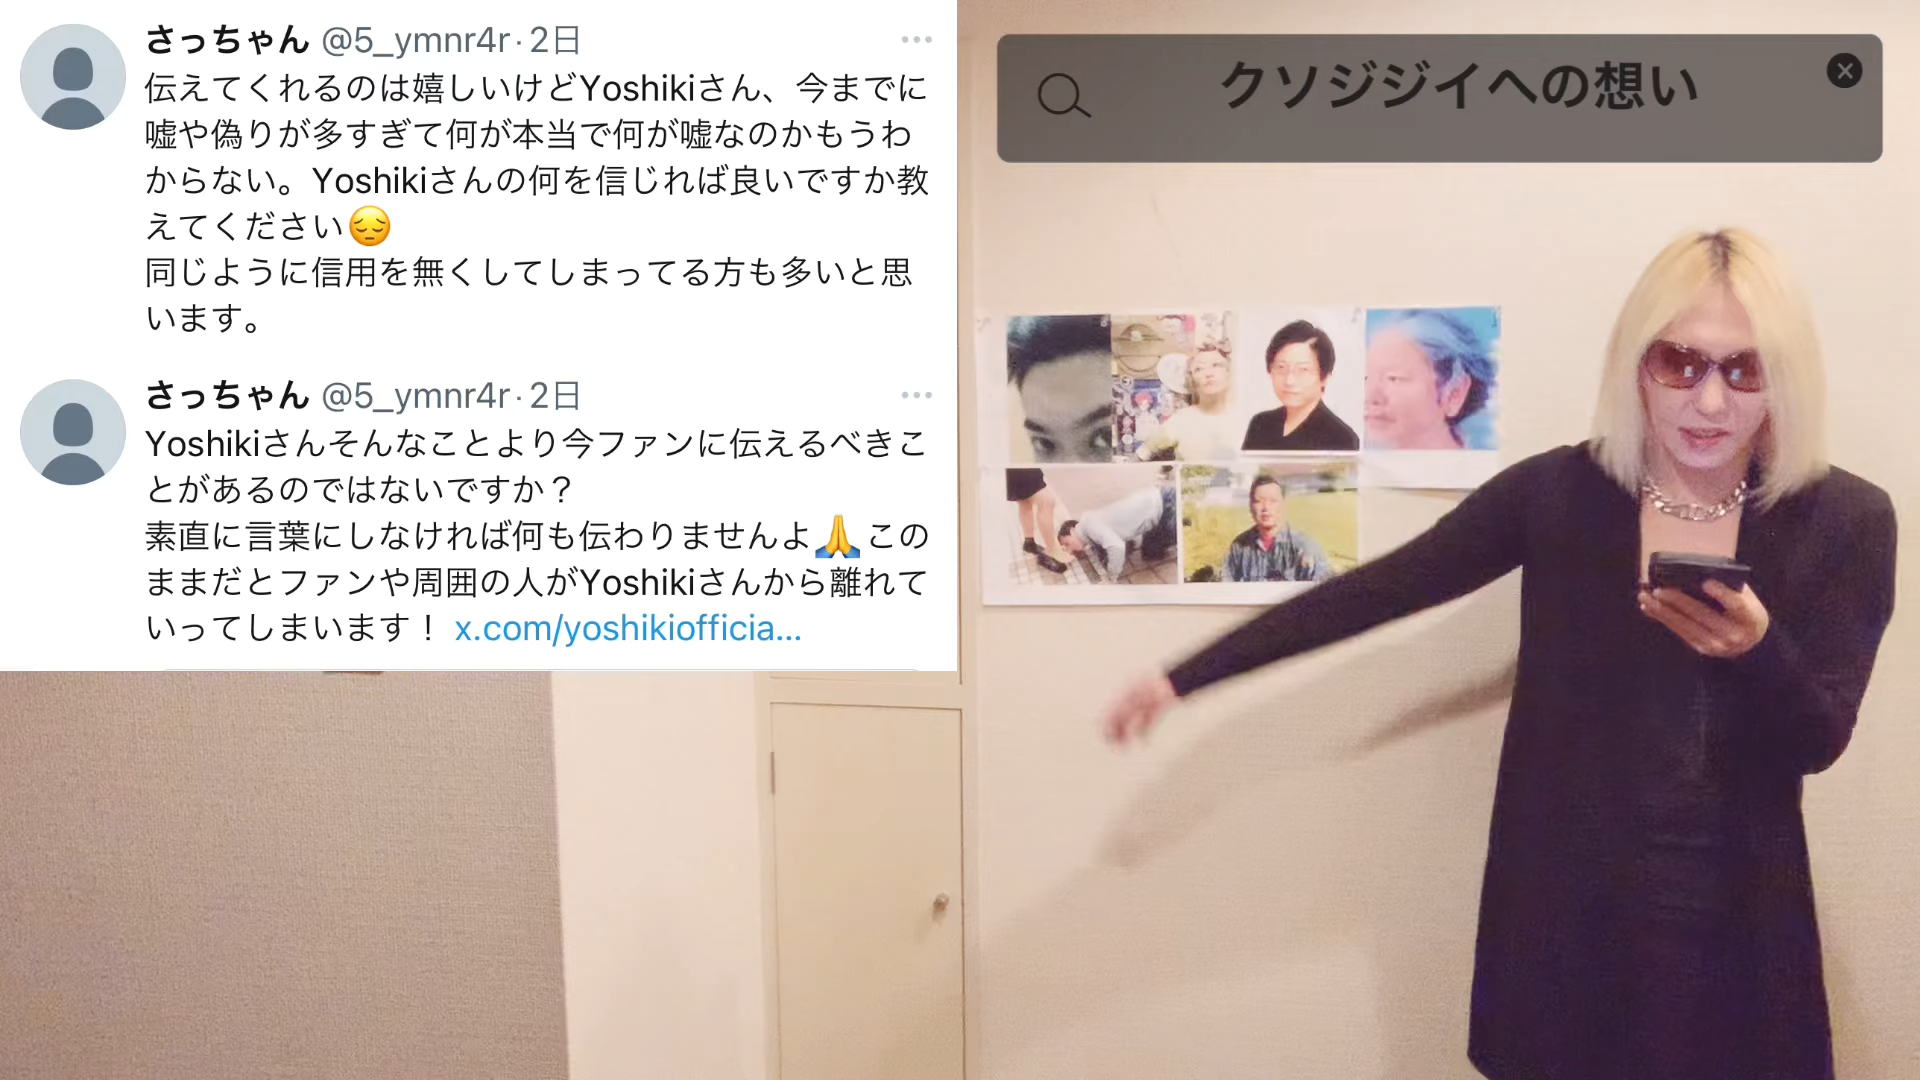 さっちゃん @5_ymnr4r · 2日
伝えてくれるのは嬉しいけどYoshikiさん、今までに
嘘や偽りが多すぎて何が本当で何が嘘なのかもうわ
からない。Yoshikiさんの何を信じれば良いですか教
えてください😔
同じように信用を無くしてしまってる方も多いと思
います。
さっちゃん @5_ymnr4r · 2日
Yoshikiさんそんなことより今ファンに伝えるべきこ
とがあるのではないですか？
素直に言葉にしなければ何も伝わりませんよ🙏この
ままだとファンや周囲の人がYoshikiさんから離れて
いってしまいます！ x.com/yoshikiofficia...
クソジジイへの想い